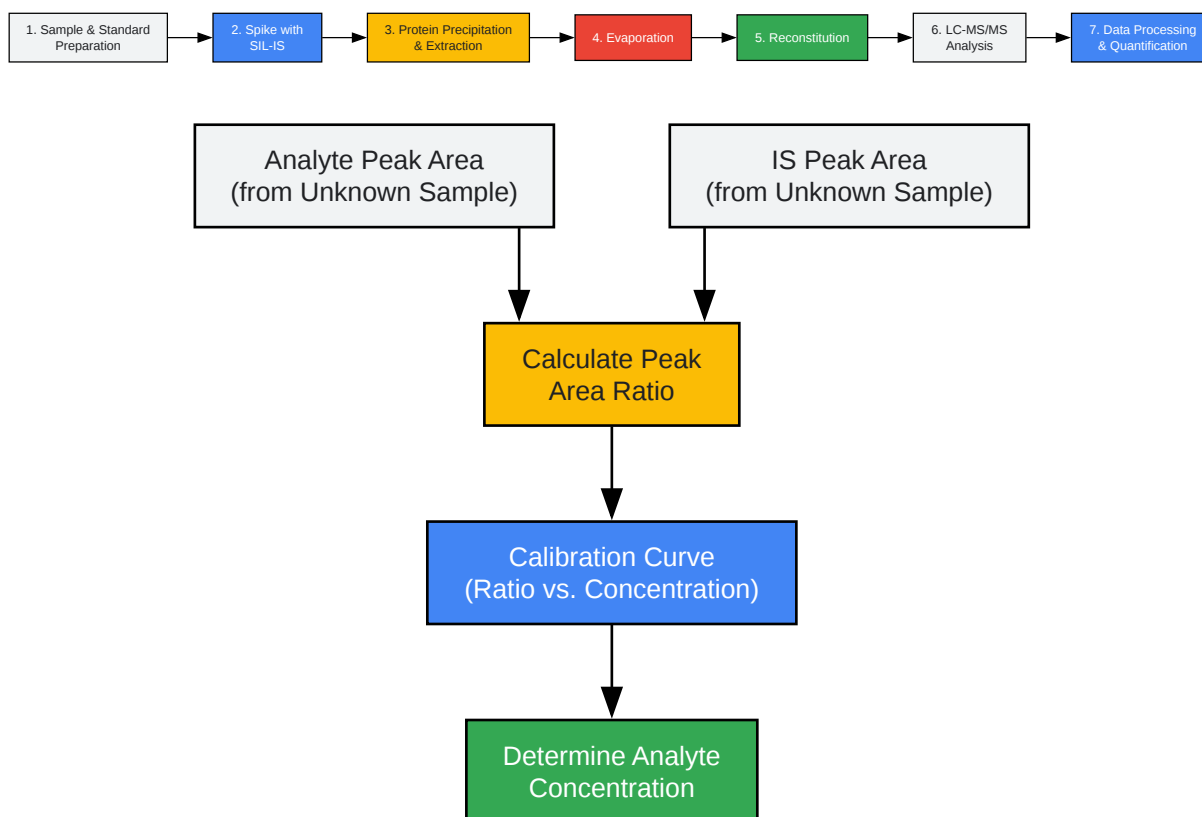 1. Sample & Standard
Preparation
2. Spike with
SIL-IS
3. Protein Precipitation
& Extraction
4. Evaporation
5. Reconstitution
6. LC-MS/MS
Analysis
7. Data Processing
& Quantification
Analyte Peak Area
(from Unknown Sample)
IS Peak Area
(from Unknown Sample)
Calculate Peak
Area Ratio
Calibration Curve
(Ratio vs. Concentration)
Determine Analyte
Concentration